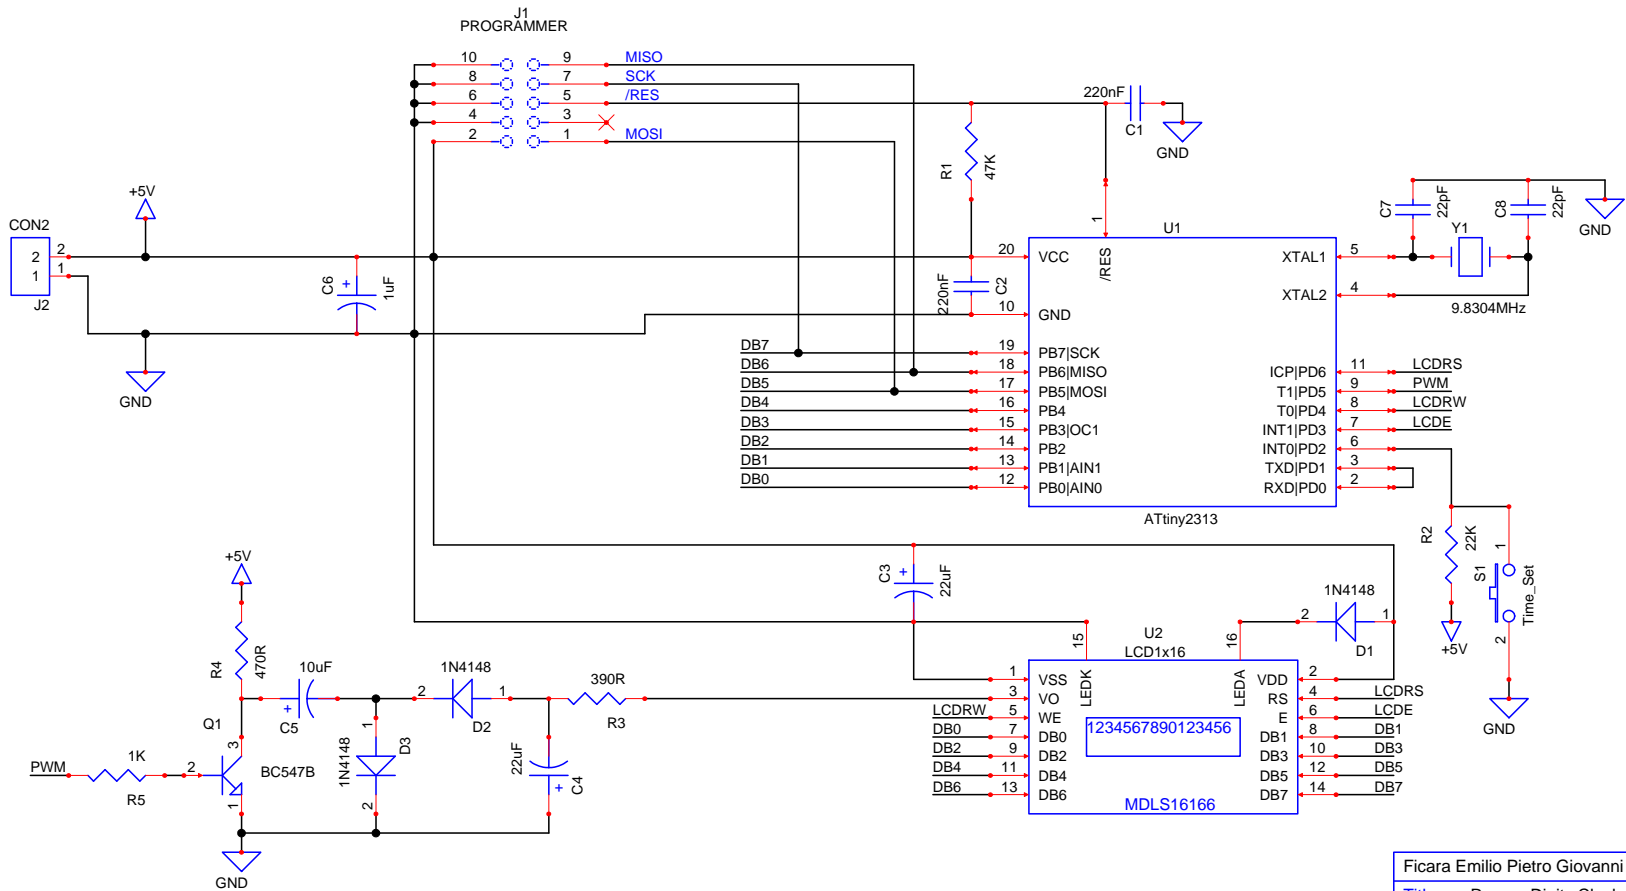 J1
PROGRAMMER
10 9 MISO
8 7 SCK
6 5 /RES
4 3
2 1 MOSI
220nF
C1
GND
R1
47K
+5V
CON2
2 2
1 1
J2
C6
+
1uF
GND
220nF
C2
U1
1
/RES
20 VCC
10 GND
DB7 19 PB7|SCK
DB6 18 PB6|MISO
DB5 17 PB5|MOSI
DB4 16 PB4
DB3 15 PB3|OC1
DB2 14 PB2
DB1 13 PB1|AIN1
DB0 12 PB0|AIN0
XTAL1 5
XTAL2 4
ICP|PD6 11 LCDRS
T1|PD5 9 PWM
T0|PD4 8 LCDRW
INT1|PD3 7 LCDE
INT0|PD2 6
TXD|PD1 3
RXD|PD0 2
ATtiny2313
C7
22pF
C8
22pF
Y1
9.8304MHz
GND
R2
22K
+5V
S1
1
2
Time_Set
GND
C3
+
22uF
1N4148
2 1
D1
U2
LCD1x16
15
LEDK
16
LEDA
1 VSS
3 VO
LCDRW 5 WE
DB0 7 DB0
DB2 9 DB2
DB4 11 DB4
DB6 13 DB6
VDD 2
RS 4 LCDRS
E 6 LCDE
DB1 8 DB1
DB3 10 DB3
DB5 12 DB5
DB7 14 DB7
1234567890123456
MDLS16166
+5V
R4
470R
10uF
+
C5
1N4148
2 1
D2
390R
R3
Q1
3
2
1
BC547B
PWM
1K
R5
1
1N4148
D3
2
22uF
+
C4
GND
Ficara Emilio Pietro Giovanni